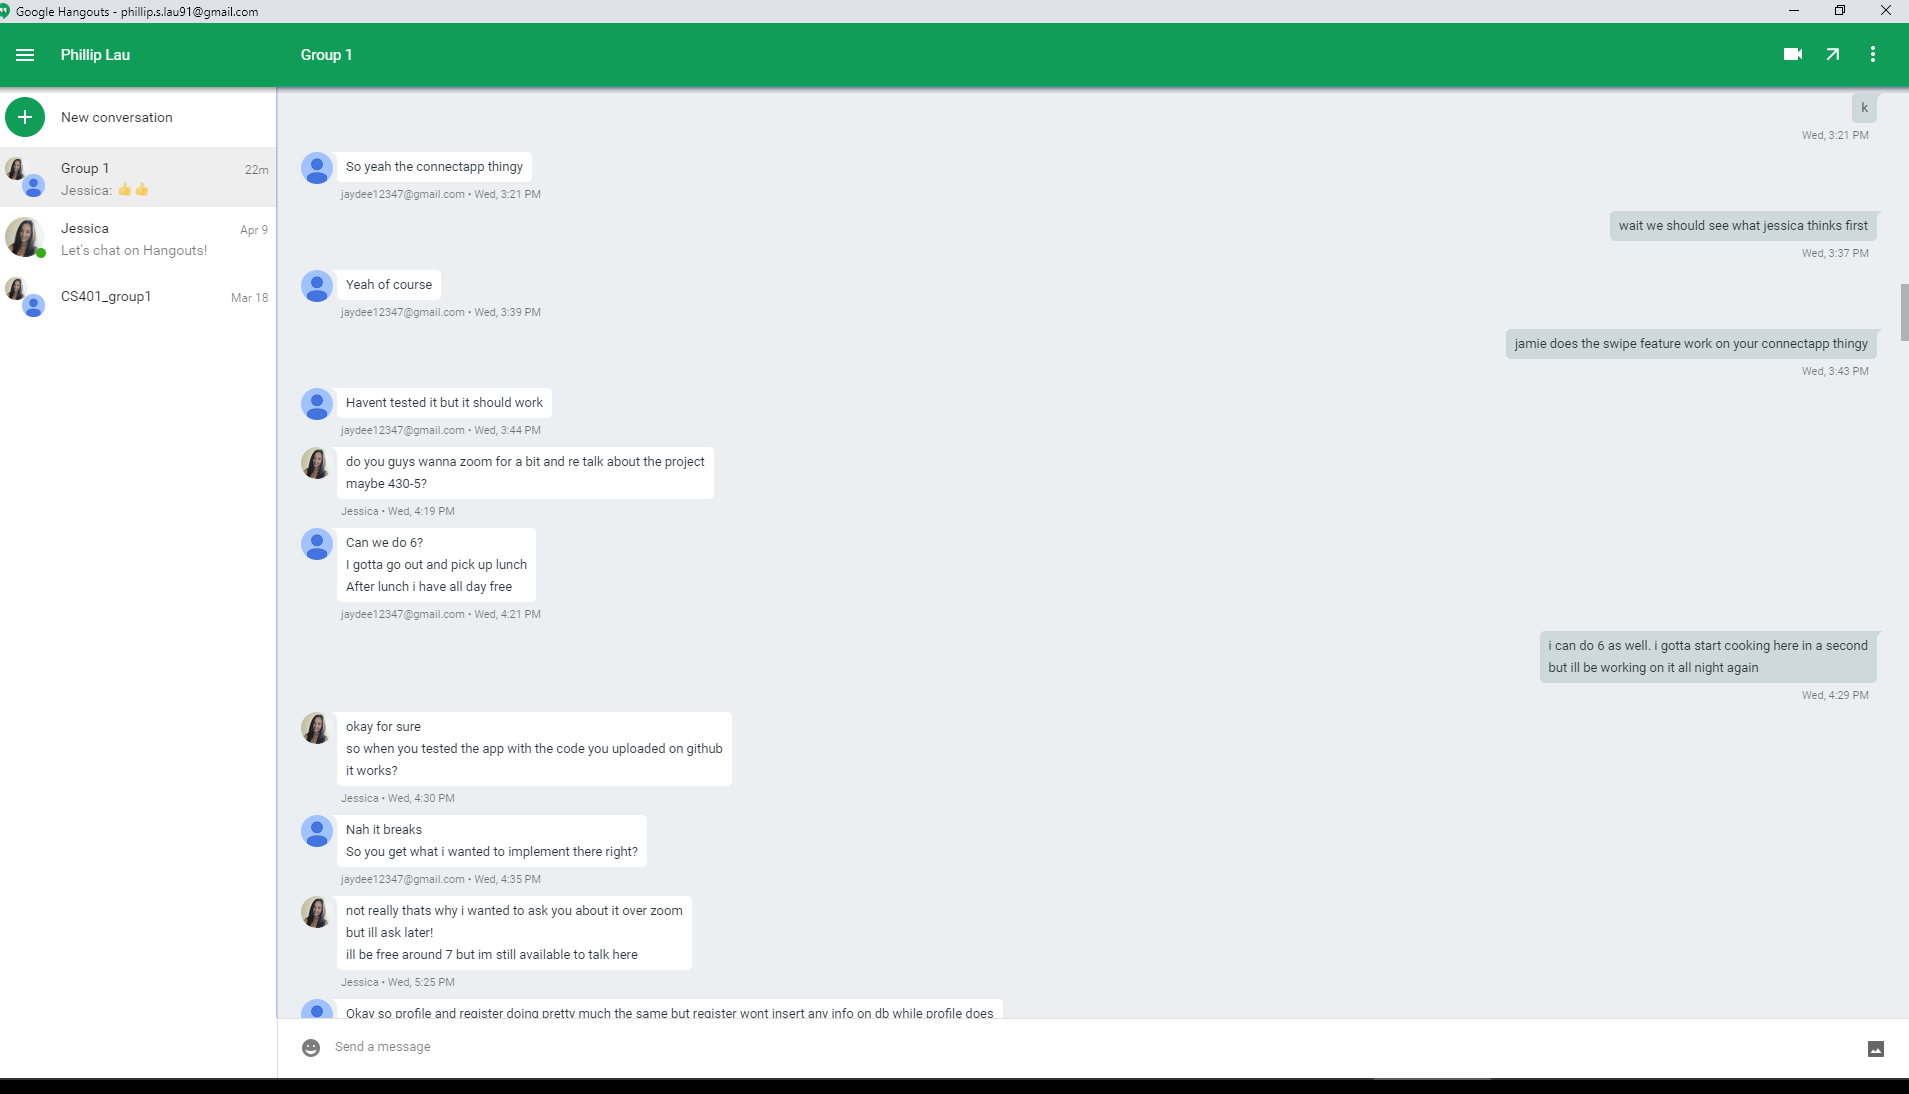 Google Hangouts - phillip.s.lau91@gmail.com
Phillip Lau
Group 1
New conversation
Group 1
22m
Jessica: 👍👍
Jessica
Apr 9
Let's chat on Hangouts!
CS401_group1
Mar 18
k
Wed, 3:21 PM
So yeah the connectapp thingy
jaydee12347@gmail.com • Wed, 3:21 PM
wait we should see what jessica thinks first
Wed, 3:37 PM
Yeah of course
jaydee12347@gmail.com • Wed, 3:39 PM
jamie does the swipe feature work on your connectapp thingy
Wed, 3:43 PM
Havent tested it but it should work
jaydee12347@gmail.com • Wed, 3:44 PM
do you guys wanna zoom for a bit and re talk about the project
maybe 430-5?
Jessica • Wed, 4:19 PM
Can we do 6?
I gotta go out and pick up lunch
After lunch i have all day free
jaydee12347@gmail.com • Wed, 4:21 PM
i can do 6 as well. i gotta start cooking here in a second
but ill be working on it all night again
Wed, 4:29 PM
okay for sure
so when you tested the app with the code you uploaded on github
it works?
Jessica • Wed, 4:30 PM
Nah it breaks
So you get what i wanted to implement there right?
jaydee12347@gmail.com • Wed, 4:35 PM
not really thats why i wanted to ask you about it over zoom
but ill ask later!
ill be free around 7 but im still available to talk here
Jessica • Wed, 5:25 PM
Okay so profile and register doing pretty much the same but register wont insert any info on db while profile does
Send a message